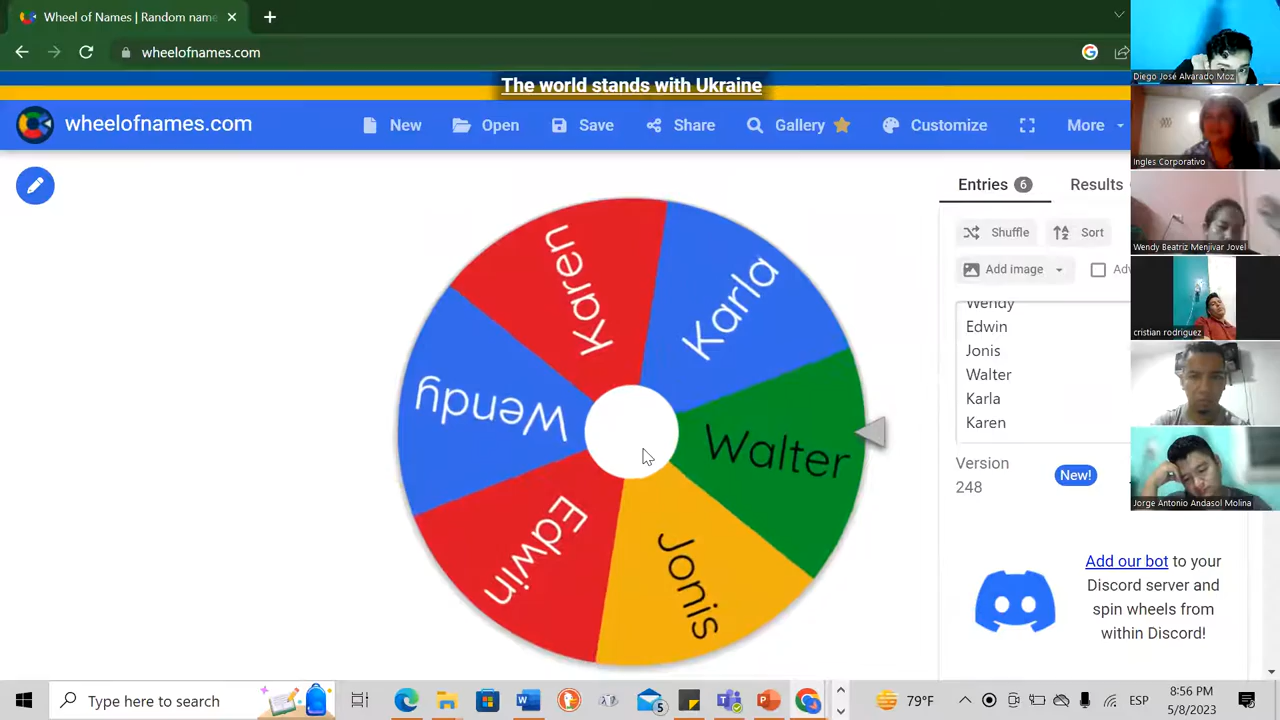 Wheel of Names | Random name
wheelofnames.com
The world stands with Ukraine
wheelofnames.com
New
Open
Save
Share
Gallery
Customize
More
Entries 6
Results
Shuffle
Sort
Add image
Adv
Wendy
Edwin
Jonis
Walter
Karla
Karen
Version
248
New!
Add our bot to your
Discord server and
spin wheels from
within Discord!
Karen
Karla
Wendy
Walter
Edwin
Jonis
Diego José Alvarado Moz
Ingles Corporativo
Wendy Beatriz Menjivar Jovel
cristian rodriguez
Jorge Antonio Andasol Molina
Type here to search
5
79°F
ESP
8:56 PM
5/8/2023